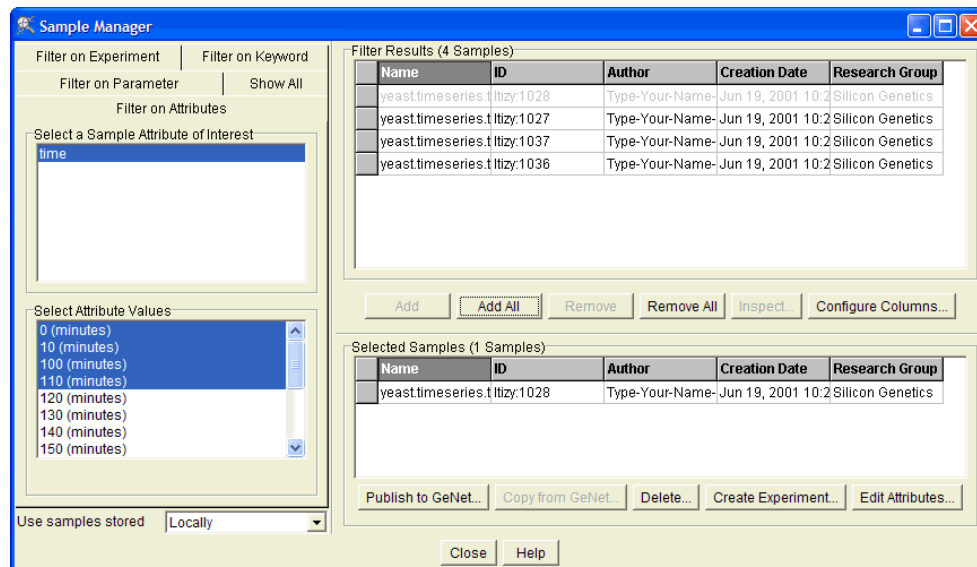 Sample Manager
Filter on Experiment Filter on Keyword
Filter on Parameter Show All
Filter on Attributes
Select a Sample Attribute of Interest
time
Select Attribute Values
0 (minutes)
10 (minutes)
100 (minutes)
110 (minutes)
120 (minutes)
130 (minutes)
140 (minutes)
150 (minutes)
Use samples stored Locally
Filter Results (4 Samples)
Name ID Author Creation Date Research Group
yeast.timeseries.t ltizy:1028 Type-Your-Name- Jun 19, 2001 10:2 Silicon Genetics
yeast.timeseries.t ltizy:1027 Type-Your-Name- Jun 19, 2001 10:2 Silicon Genetics
yeast.timeseries.t ltizy:1037 Type-Your-Name- Jun 19, 2001 10:2 Silicon Genetics
yeast.timeseries.t ltizy:1036 Type-Your-Name- Jun 19, 2001 10:2 Silicon Genetics
Add Add All Remove Remove All Inspect... Configure Columns...
Selected Samples (1 Samples)
Name ID Author Creation Date Research Group
yeast.timeseries.t ltizy:1028 Type-Your-Name- Jun 19, 2001 10:2 Silicon Genetics
Publish to GeNet... Copy from GeNet... Delete... Create Experiment... Edit Attributes...
Close Help